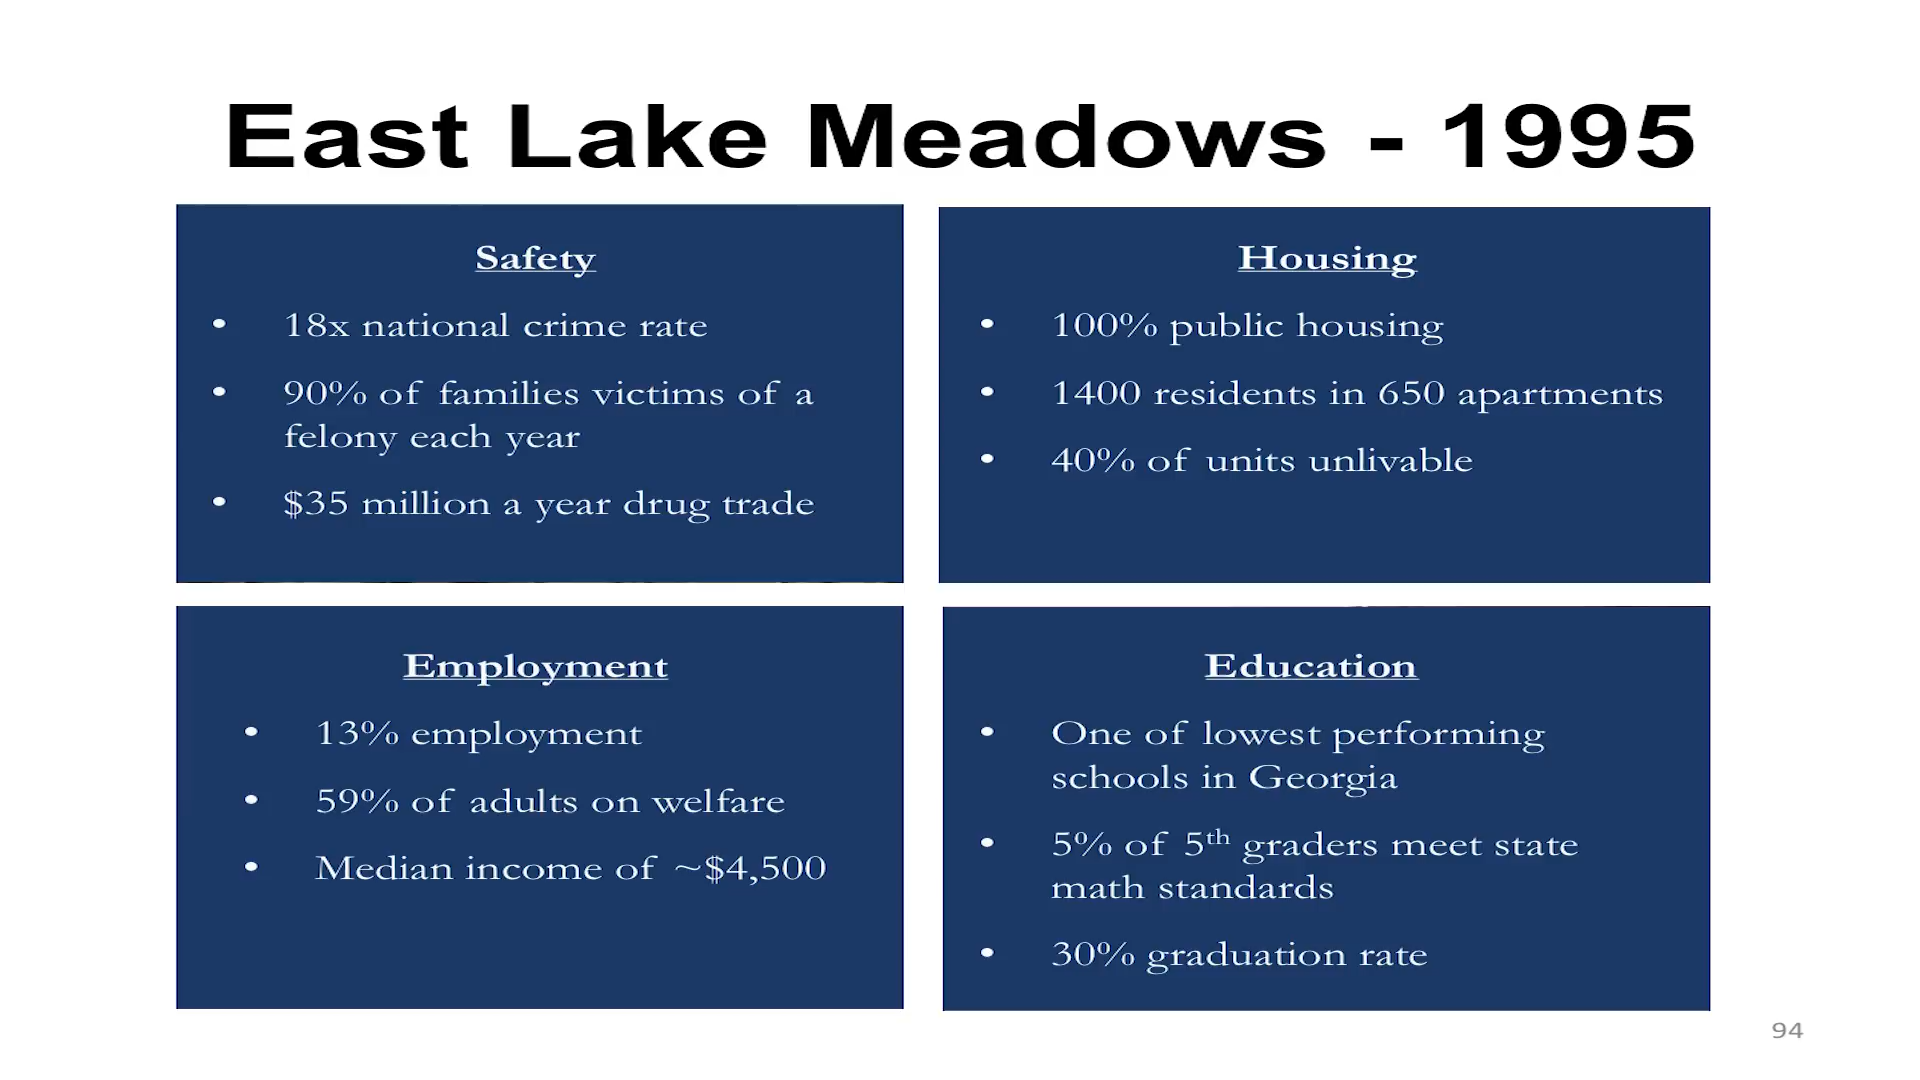 East Lake Meadows - 1995
Safety
• 18x national crime rate
• 90% of families victims of a
felony each year
• $35 million a year drug trade
Housing
• 100% public housing
• 1400 residents in 650 apartments
• 40% of units unlivable
Employment
• 13% employment
• 59% of adults on welfare
• Median income of ~$4,500
Education
• One of lowest performing
schools in Georgia
• 5% of 5th graders meet state
math standards
• 30% graduation rate
94